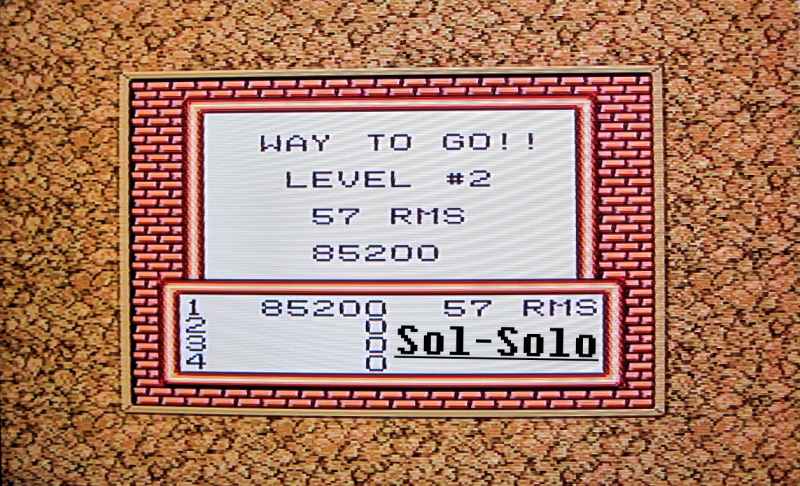 WAY TO GO!!
LEVEL #2
57 RMS
85200
1 85200 57 RMS
2 0
3 0 Sol-Solo
4 0